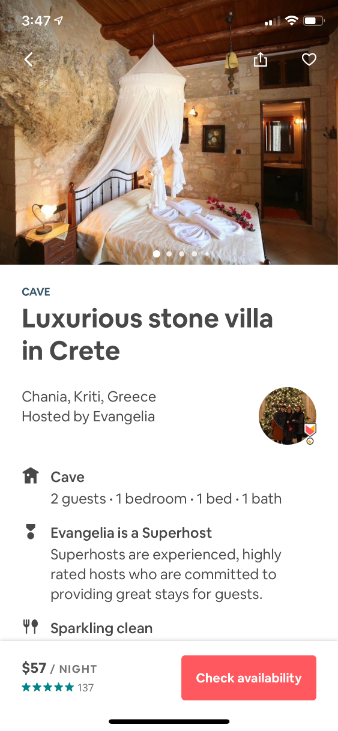 3:47
CAVE
Luxurious stone villa
in Crete
Chania, Kriti, Greece
Hosted by Evangelia
Cave
2 guests · 1 bedroom · 1 bed · 1 bath
Evangelia is a Superhost
Superhosts are experienced, highly
rated hosts who are committed to
providing great stays for guests.
Sparkling clean
$57 / NIGHT
137
Check availability